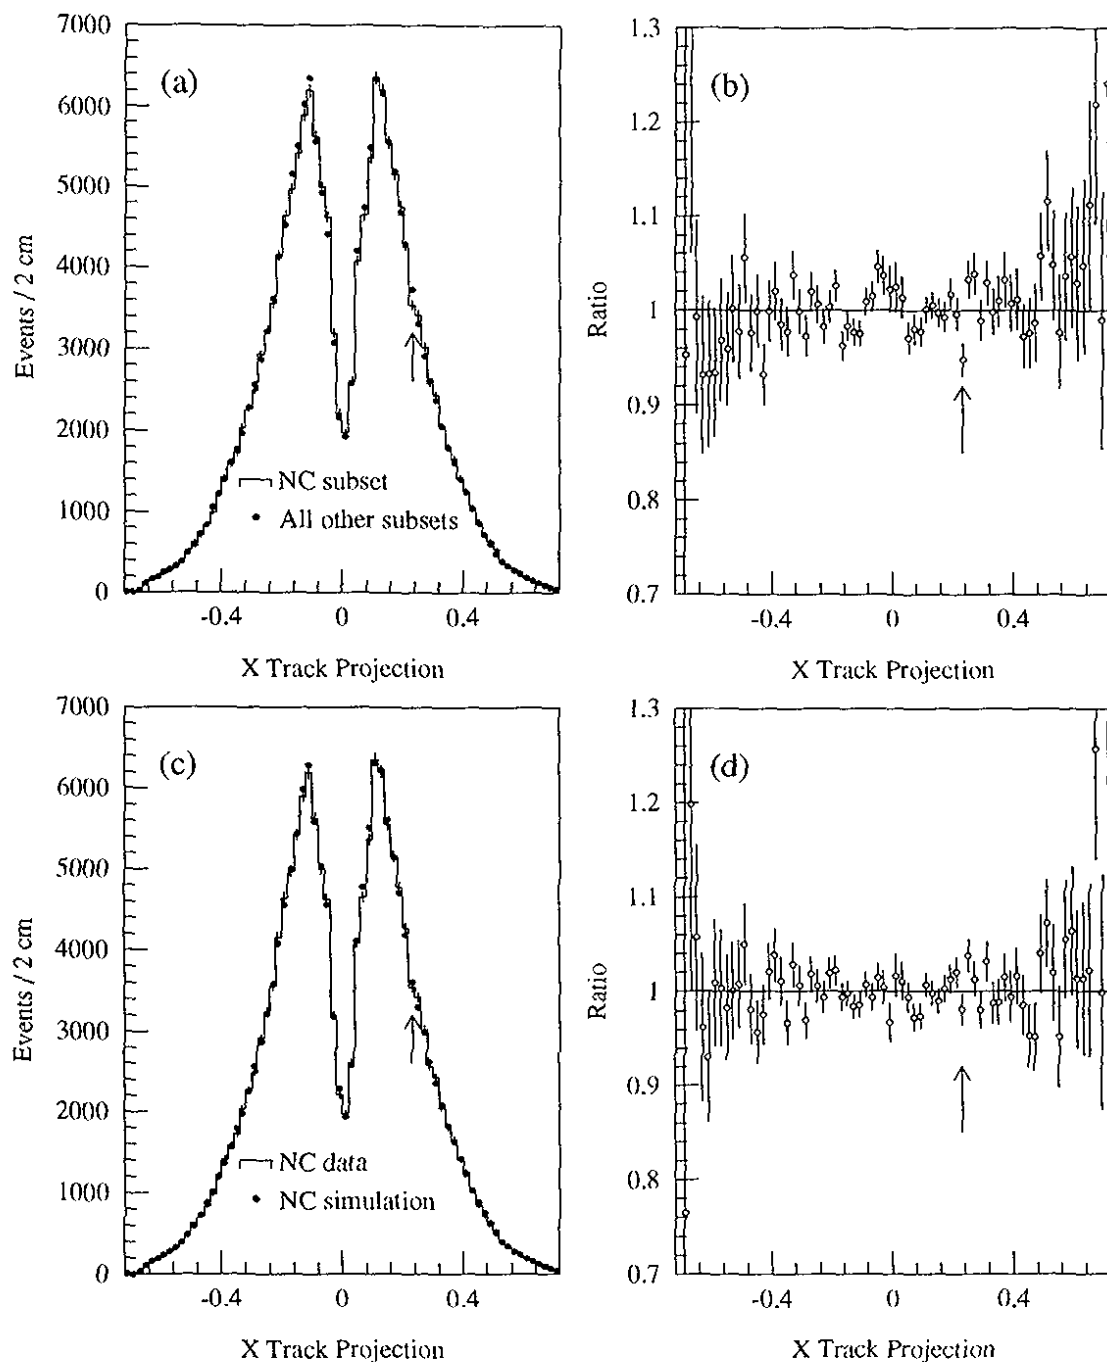 (a)
7000
6000
5000
4000
3000
2000
1000
0
Events / 2 cm
NC subset
All other subsets
-0.4
0
0.4
X Track Projection
(b)
1.3
1.2
1.1
1
0.9
0.8
0.7
Ratio
-0.4
0
0.4
X Track Projection
(c)
7000
6000
5000
4000
3000
2000
1000
0
Events / 2 cm
NC data
NC simulation
-0.4
0
0.4
X Track Projection
(d)
1.3
1.2
1.1
1
0.9
0.8
0.7
Ratio
-0.4
0
0.4
X Track Projection